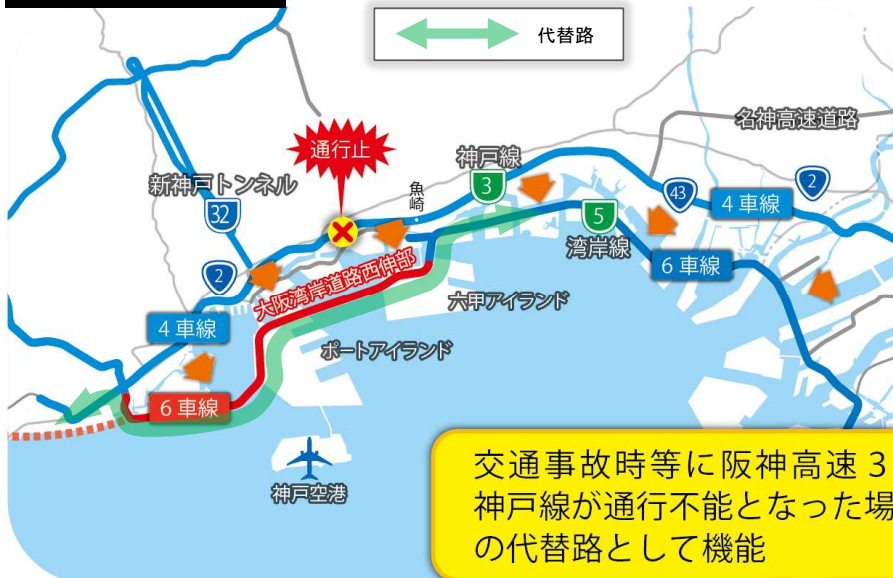 代替路
名神高速道路
通行止
神戸線
3
新神戸トンネル
32
魚崎
43
2
4車線
5
湾岸線
6車線
2
大阪湾岸道路西伸部
六甲アイランド
4車線
ポートアイランド
6車線
神戸空港
交通事故時等に阪神高速3
神戸線が通行不能となった場
の代替路として機能